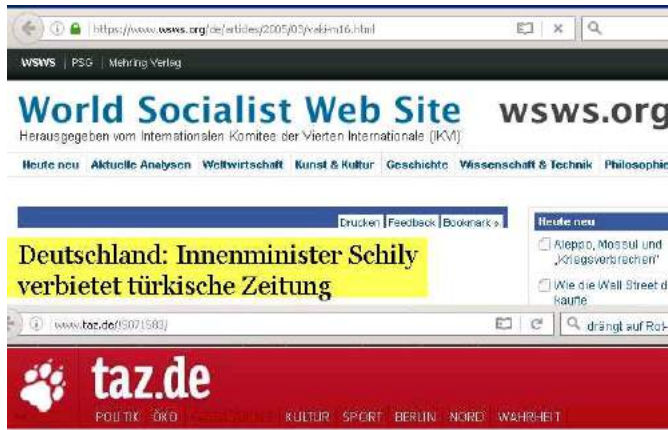 https://www.wsws.org/de/articles/2005/03/vaki-m16.html
WSWS | PSG | Mehring Verlag
World Socialist Web Site wsws.org
Herausgegeben vom Internationalen Komitee der Vierten Internationale (IKVI)
Heute neu Aktuelle Analysen Weltwirtschaft Kunst & Kultur Geschichte Wissenschaft & Technik Philosophie
Drucken | Feedback | Bookmark »
Heute neu
Deutschland: Innenminister Schily
verbietet türkische Zeitung
Aleppo, Mossul und
„Kriegsverbrechen"
Wie die Wall Street d
kaufte
www.taz.de/!5071583/
drängt auf Rot-
taz.de
POLITIK ÖKO KULTUR SPORT BERLIN NORD WAHRHEIT